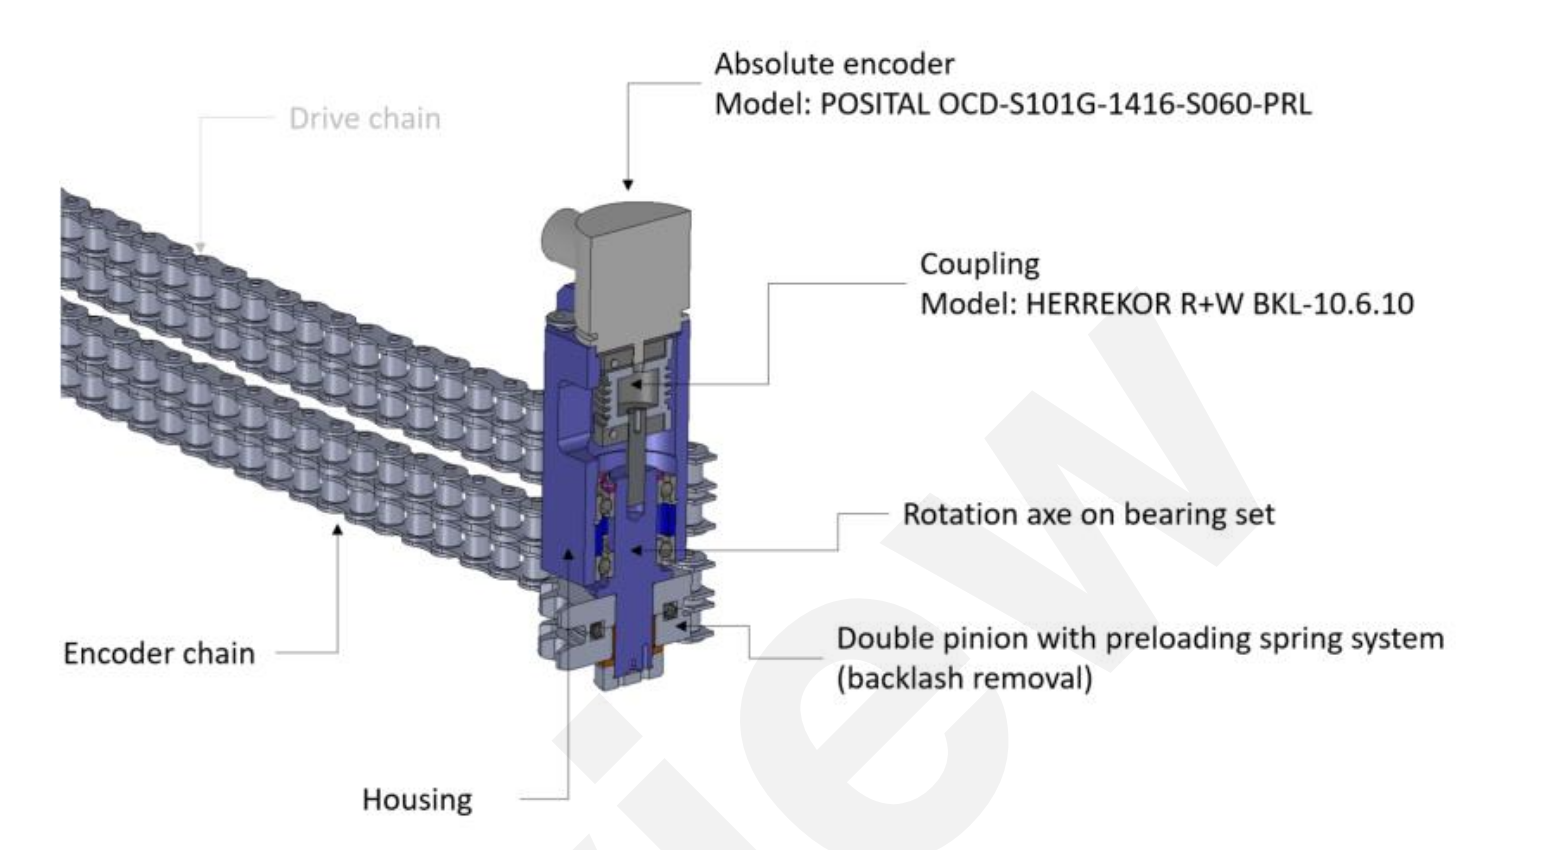 Absolute encoder
Model: POSITAL OCD-S101G-1416-S060-PRL
Drive chain
Coupling
Model: HERREKOR R+W BKL-10.6.10
Rotation axe on bearing set
Double pinion with preloading spring system
(backlash removal)
Encoder chain
Housing
iew